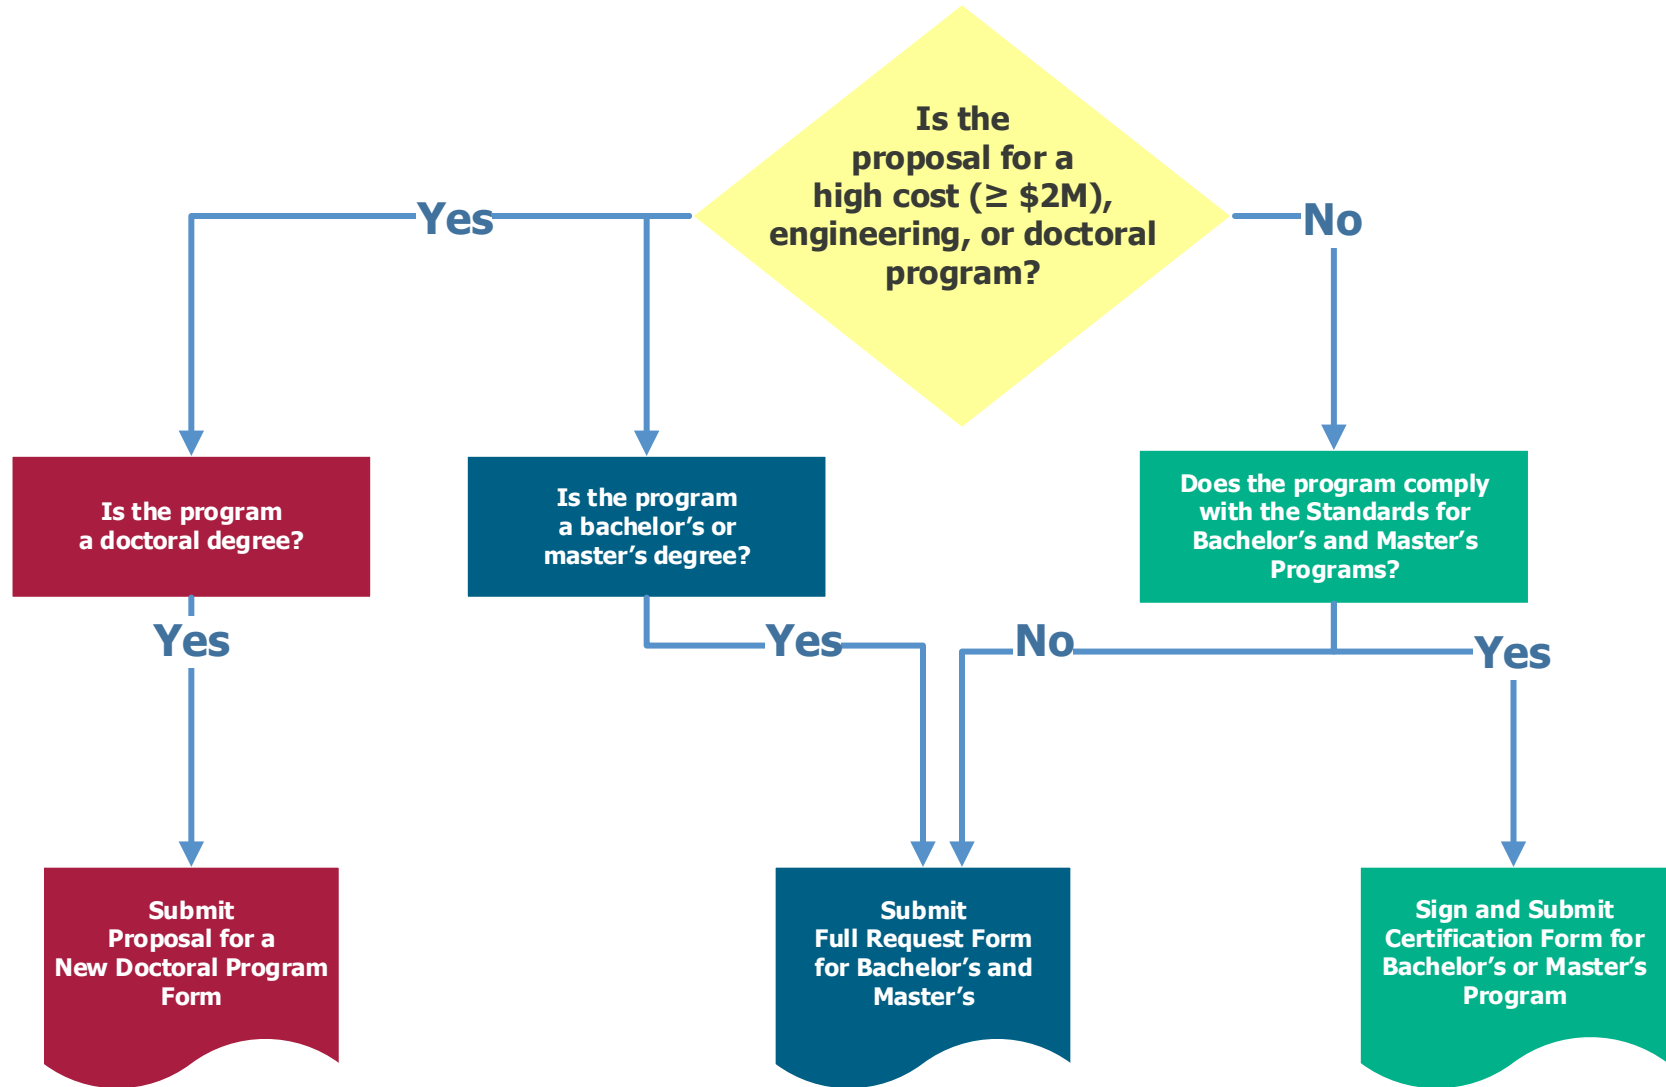 Is the
proposal for a
high cost (≥ $2M),
engineering, or doctoral
program?
Yes
No
Is the program
a doctoral degree?
Is the program
a bachelor’s or
master’s degree?
Does the program comply
with the Standards for
Bachelor’s and Master’s
Programs?
Yes
Yes
No
Yes
Submit
Proposal for a
New Doctoral Program
Form
Submit
Full Request Form
for Bachelor’s and
Master’s
Sign and Submit
Certification Form for
Bachelor’s or Master’s
Program